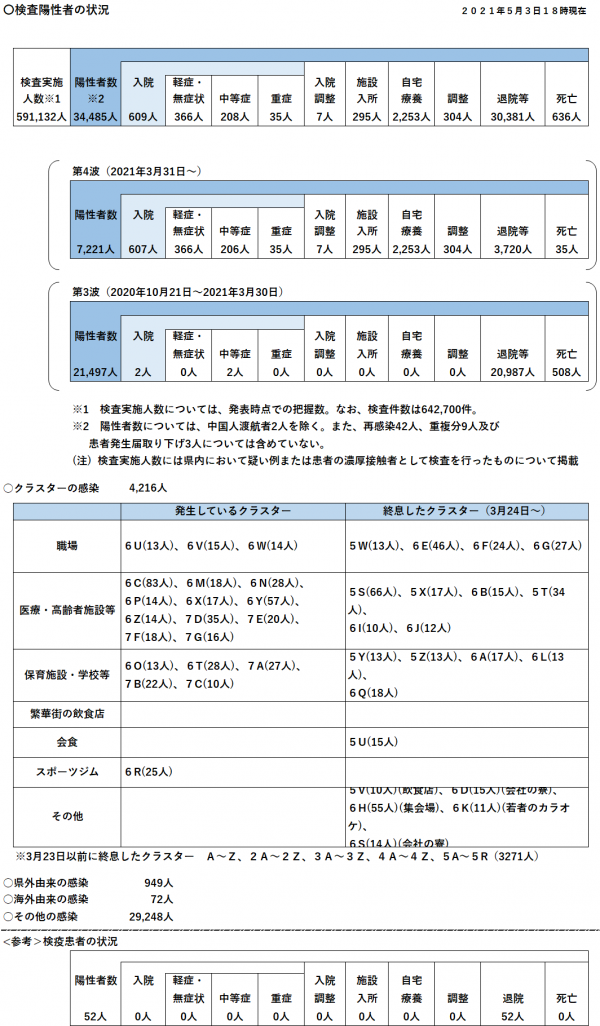 〇検査陽性者の状況
２０２１年５月３日１８時現在
検査実施人数※1 陽性者数※2 入院 軽症・無症状 中等症 重症 入院調整 施設入所 自宅療養 調整 退院等 死亡
591,132人 34,485人 609人 366人 208人 35人 7人 295人 2,253人 304人 30,381人 636人
第4波（2021年3月31日～）
陽性者数 入院 軽症・無症状 中等症 重症 入院調整 施設入所 自宅療養 調整 退院等 死亡
7,221人 607人 366人 206人 35人 7人 295人 2,253人 304人 3,720人 35人
第3波（2020年10月21日～2021年3月30日）
陽性者数 入院 軽症・無症状 中等症 重症 入院調整 施設入所 自宅療養 調整 退院等 死亡
21,497人 2人 0人 2人 0人 0人 0人 0人 0人 20,987人 508人
※1　検査実施人数については、発表時点での把握数。なお、検査件数は642,700件。
※2　陽性者数については、中国人渡航者2人を除く。また、再感染42人、重複分9人及び
患者発生届取り下げ3人については含めていない。
（注）検査実施人数には県内において疑い例または患者の濃厚接触者として検査を行ったものについて掲載
〇クラスターの感染　4,216人
発生しているクラスター 終息したクラスター（3月24日～）
職場 ６U(13人)、６V(15人)、６W(14人) ５W(13人)、６E(46人)、６F(24人)、６G(27人)
医療・高齢者施設等
６C(83人)、６M(18人)、６N(28人)、
６P(14人)、６X(17人)、６Y(57人)、
６Z(14人)、７D(35人)、７E(20人)、
７F(18人)、７G(16人)
５S(66人)、５X(17人)、６B(15人)、５T(34
人)、
６I(10人)、６J(12人)
保育施設・学校等
６O(13人)、６T(28人)、７A(27人)、
７B(22人)、７C(10人)
５Y(13人)、５Z(13人)、６A(17人)、６L(13
人)、
６Q(18人)
繁華街の飲食店
会食 ５U(15人)
スポーツジム ６R(25人)
その他
５V(10人)(飲食店)、６D(15人)(会社の寮)、
６H(55人)(集会場)、６K(11人)(若者のカラオ
ケ)、
６S(14人)(会社の寮)
※3月23日以前に終息したクラスター　Ａ～Ｚ、２Ａ～２Ｚ、３Ａ～３Ｚ、４Ａ～４Ｚ、５Ａ～５Ｒ（3271人）
〇県外由来の感染　949人
〇海外由来の感染　72人
〇その他の感染　29,248人
＜参考＞検疫患者の状況
陽性者数 入院 軽症・無症状 中等症 重症 入院調整 施設入所 自宅療養 調整 退院 死亡
52人 0人 0人 0人 0人 0人 0人 0人 0人 52人 0人